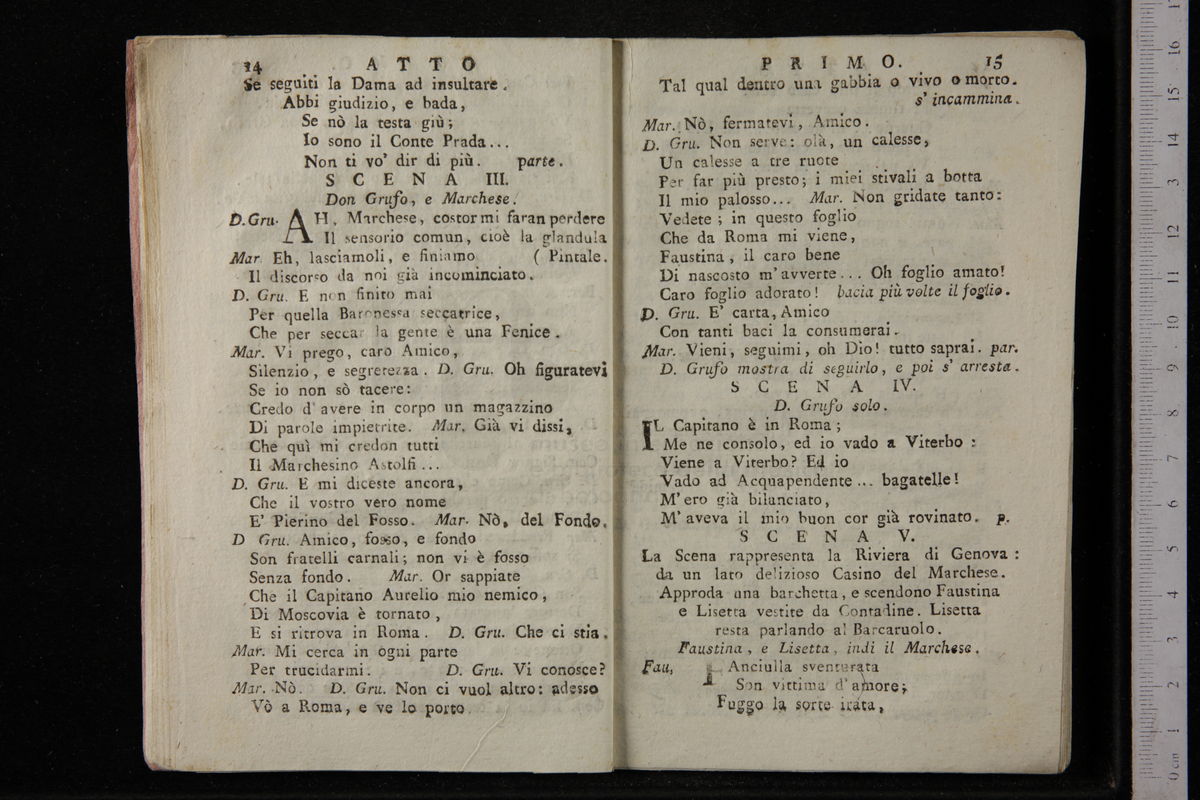 14 ATTO
Se seguiti la Dama ad insultare.
Abbi giudizio, e bada,
Se nò la testa giù;
Io sono il Conte Prada...
Non ti vo' dir di più. parte.
SCENA III.
Don Grufo, e Marchese.
D. Gru. AH, Marchese, costor mi faran perdere
Il sensorio comun, cioè la glandula
Mar. Eh, lasciamoli, e finiamo ( Pintale.
Il discorso da noi già incominciato.
D. Gru. E non finito mai
Per quella Baronessa seccatrice,
Che per seccar la gente è una Fenice.
Mar. Vi prego, caro Amico,
Silenzio, e segretezza. D. Gru. Oh figuratevi
Se io non sò tacere:
Credo d'avere in corpo un magazzino
Di parole impietrite. Mar. Già vi dissi,
Che quì mi credon tutti
Il Marchesino Astolfi...
D. Gru. E mi diceste ancora,
Che il vostro vero nome
E' Pierino del Fosso. Mar. Nò, del Fondo.
D Gru. Amico, fosso, e fondo
Son fratelli carnali; non vi è fosso
Senza fondo. Mar. Or sappiate
Che il Capitano Aurelio mio nemico,
Di Moscovia è tornato,
E si ritrova in Roma. D. Gru. Che ci stia.
Mar. Mi cerca in ogni parte
Per trucidarmi. D. Gru. Vi conosce?
Mar. Nò. D. Gru. Non ci vuol altro: adesso
Vò a Roma, e ve lo porto
PRIMO. 15
Tal qual dentro una gabbia o vivo o morto.
s' incammina.
Mar. Nò, fermatevi, Amico.
D. Gru. Non serve: olà, un calesse,
Un calesse a tre ruote
Per far più presto; i miei stivali a botta
Il mio palosso... Mar. Non gridate tanto:
Vedete; in questo foglio
Che da Roma mi viene,
Faustina, il caro bene
Di nascosto m'avverte... Oh foglio amato!
Caro foglio adorato! bacia più volte il foglio.
D. Gru. E' carta, Amico
Con tanti baci la consumerai.
Mar. Vieni, seguimi, oh Dio! tutto saprai. par.
D. Grufo mostra di seguirlo, e poi s' arresta.
SCENA IV.
D. Grufo solo.
IL Capitano è in Roma;
Me ne consolo, ed io vado a Viterbo:
Viene a Viterbo? Ed io
Vado ad Acquapendente... bagatelle!
M'ero già bilanciato,
M'aveva il mio buon cor già rovinato. p.
SCENA V.
La Scena rappresenta la Riviera di Genova:
da un lato delizioso Casino del Marchese.
Approda una barchetta, e scendono Faustina
e Lisetta vestite da Contadine. Lisetta
resta parlando al Barcaruolo.
Faustina, e Lisetta, indi il Marchese.
Fau, FAnciulla sventurata
Son vittima d'amore;
Fuggo la sorte irata,